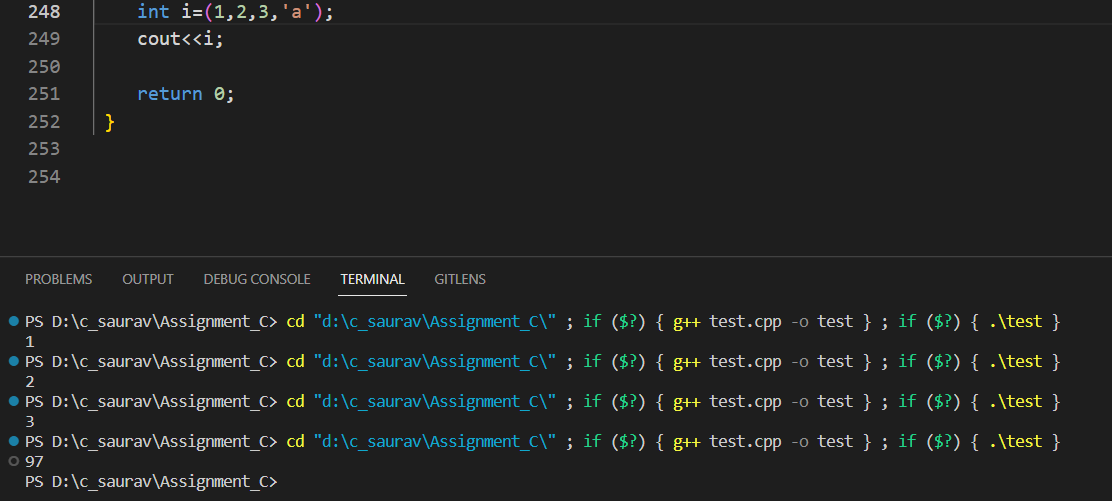 248 int i=(1,2,3,'a');
249 cout<<i;
250
251 return 0;
252 }
253
254
PROBLEMS OUTPUT DEBUG CONSOLE TERMINAL GITLENS
PS D:\c_saurav\Assignment_C> cd "d:\c_saurav\Assignment_C\" ; if ($?) { g++ test.cpp -o test } ; if ($?) { .\test }
1
PS D:\c_saurav\Assignment_C> cd "d:\c_saurav\Assignment_C\" ; if ($?) { g++ test.cpp -o test } ; if ($?) { .\test }
2
PS D:\c_saurav\Assignment_C> cd "d:\c_saurav\Assignment_C\" ; if ($?) { g++ test.cpp -o test } ; if ($?) { .\test }
3
PS D:\c_saurav\Assignment_C> cd "d:\c_saurav\Assignment_C\" ; if ($?) { g++ test.cpp -o test } ; if ($?) { .\test }
97
PS D:\c_saurav\Assignment_C>